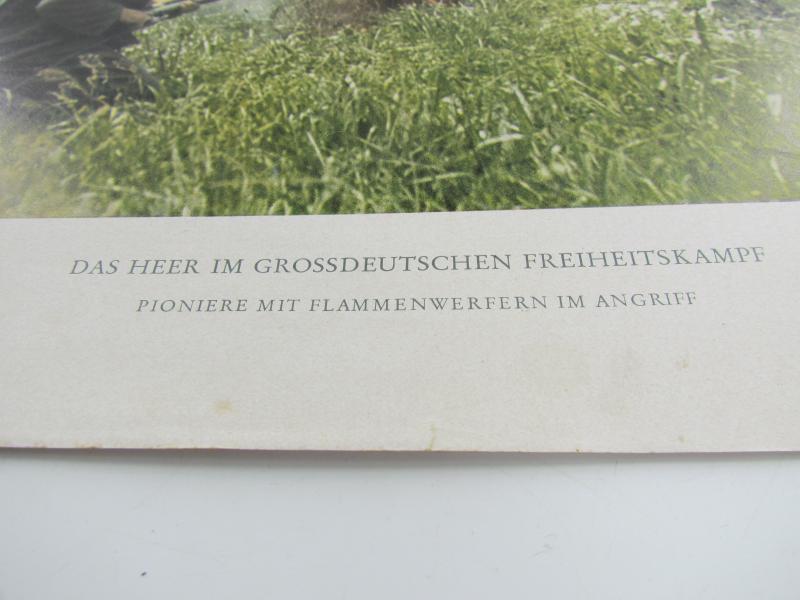 DAS HEER IM GROSSDEUTSCHEN FREIHEITSKAMPF
PIONIERE MIT FLAMMENWERFERN IM ANGRIFF